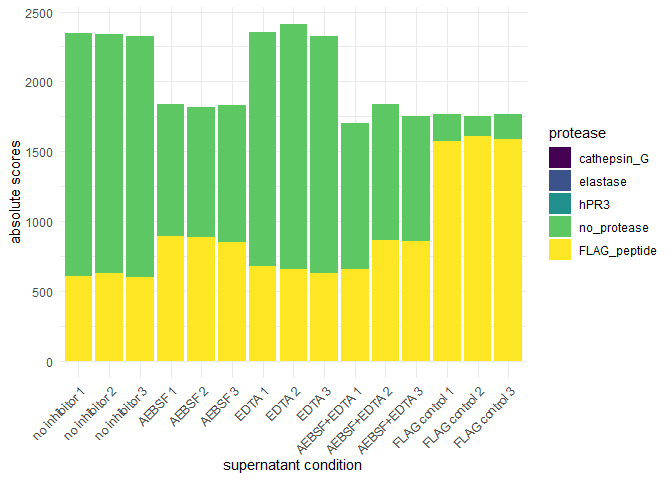 2500
2000
1500
1000
500
0
absolute scores
no inhibitor 1
no inhibitor 2
no inhibitor 3
AEBSF 1
AEBSF 2
AEBSF 3
EDTA 1
EDTA 2
EDTA 3
AEBSF+EDTA 1
AEBSF+EDTA 2
AEBSF+EDTA 3
FLAG control 1
FLAG control 2
FLAG control 3
supernatant condition
protease
cathepsin_G
elastase
hPR3
no_protease
FLAG_peptide